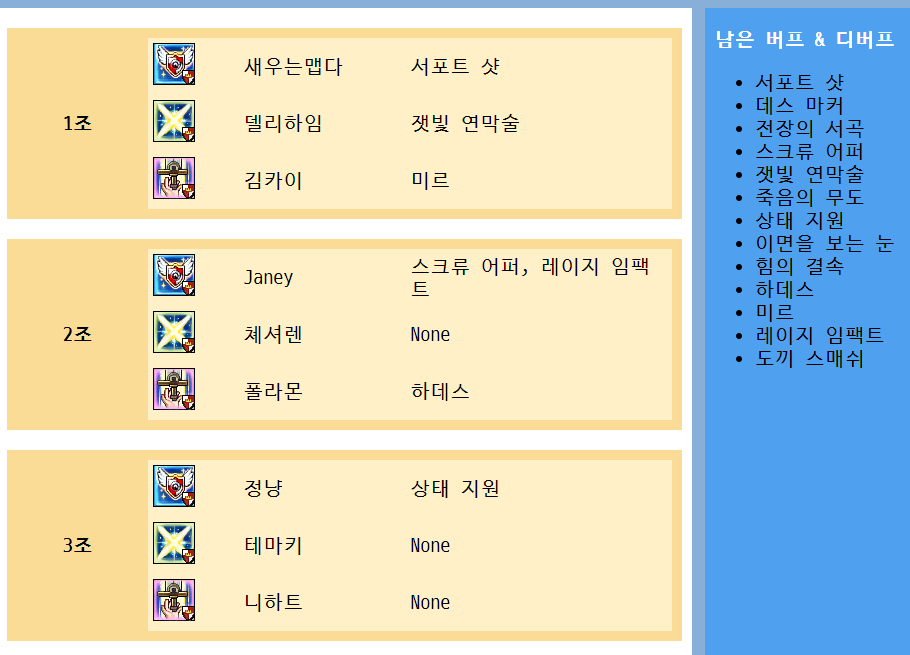 1조
새우는맵다 서포트 샷
델리하임 잿빛 연막술
김카이 미르
2조
Janey 스크류 어퍼, 레이지 임팩
트
체셔렌 None
폴라몬 하데스
3조
정냥 상태 지원
테마키 None
니하트 None
남은 버프 & 디버프
• 서포트 샷
• 데스 마커
• 전장의 서곡
• 스크류 어퍼
• 잿빛 연막술
• 죽음의 무도
• 상태 지원
• 이면을 보는 눈
• 힘의 결속
• 하데스
• 미르
• 레이지 임팩트
• 도끼 스매쉬